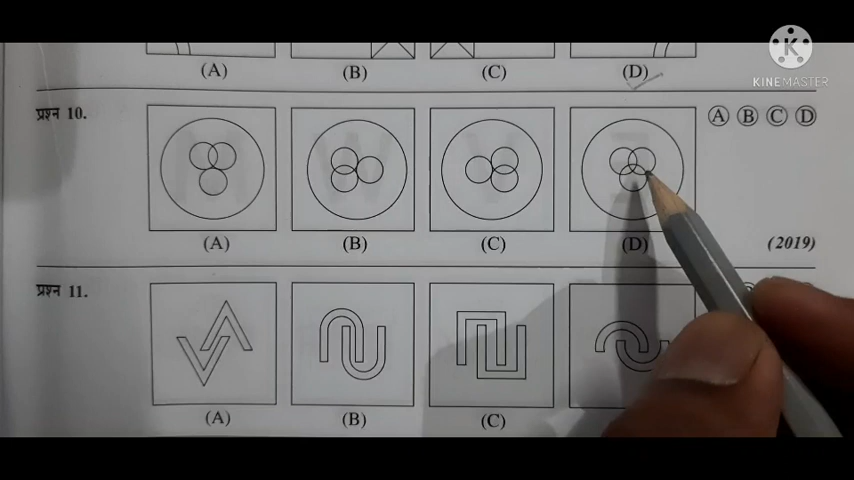 K
KINEMASTER
(A) (B) (C) (D)
प्रश्न 10. A B C D
(A) (B) (C) (D) (2019)
प्रश्न 11.
(A) (B) (C)